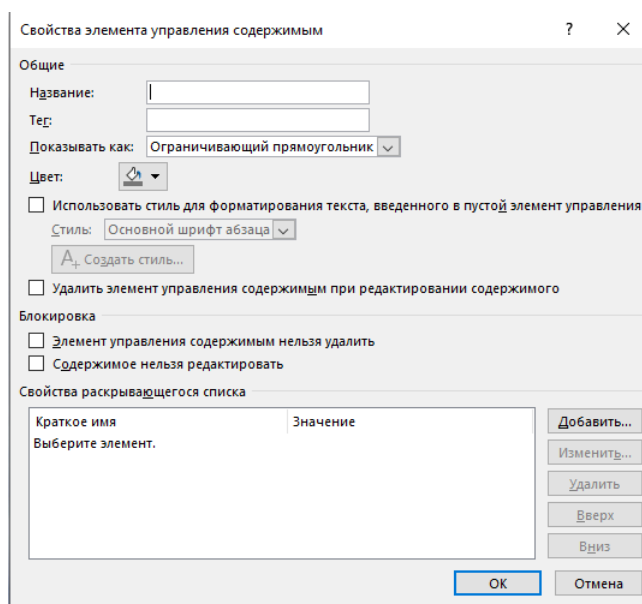 Свойства элемента управления содержимым ? ×
Общие
Название:
Тег:
Показывать как: Ограничивающий прямоугольник
Цвет:
Использовать стиль для форматирования текста, введенного в пустой элемент управления
Стиль: Основной шрифт абзаца
A+ Создать стиль...
Удалить элемент управления содержимым при редактировании содержимого
Блокировка
Элемент управления содержимым нельзя удалить
Содержимое нельзя редактировать
Свойства раскрывающегося списка
Краткое имя Значение Добавить...
Выберите элемент.
Изменить...
Удалить
Вверх
Вниз
ОК Отмена